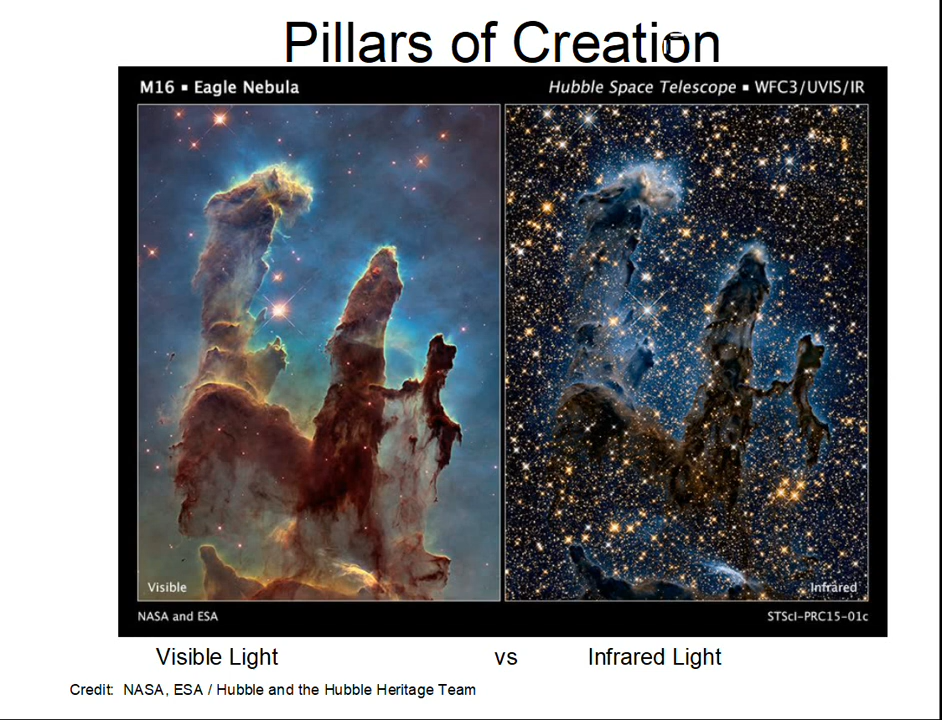 Pillars of Creation
M16 ▪ Eagle Nebula
Hubble Space Telescope ▪ WFC3/UVIS/IR
Visible
Infrared
NASA and ESA
STScI-PRC15-01c
Visible Light vs Infrared Light
Credit: NASA, ESA / Hubble and the Hubble Heritage Team